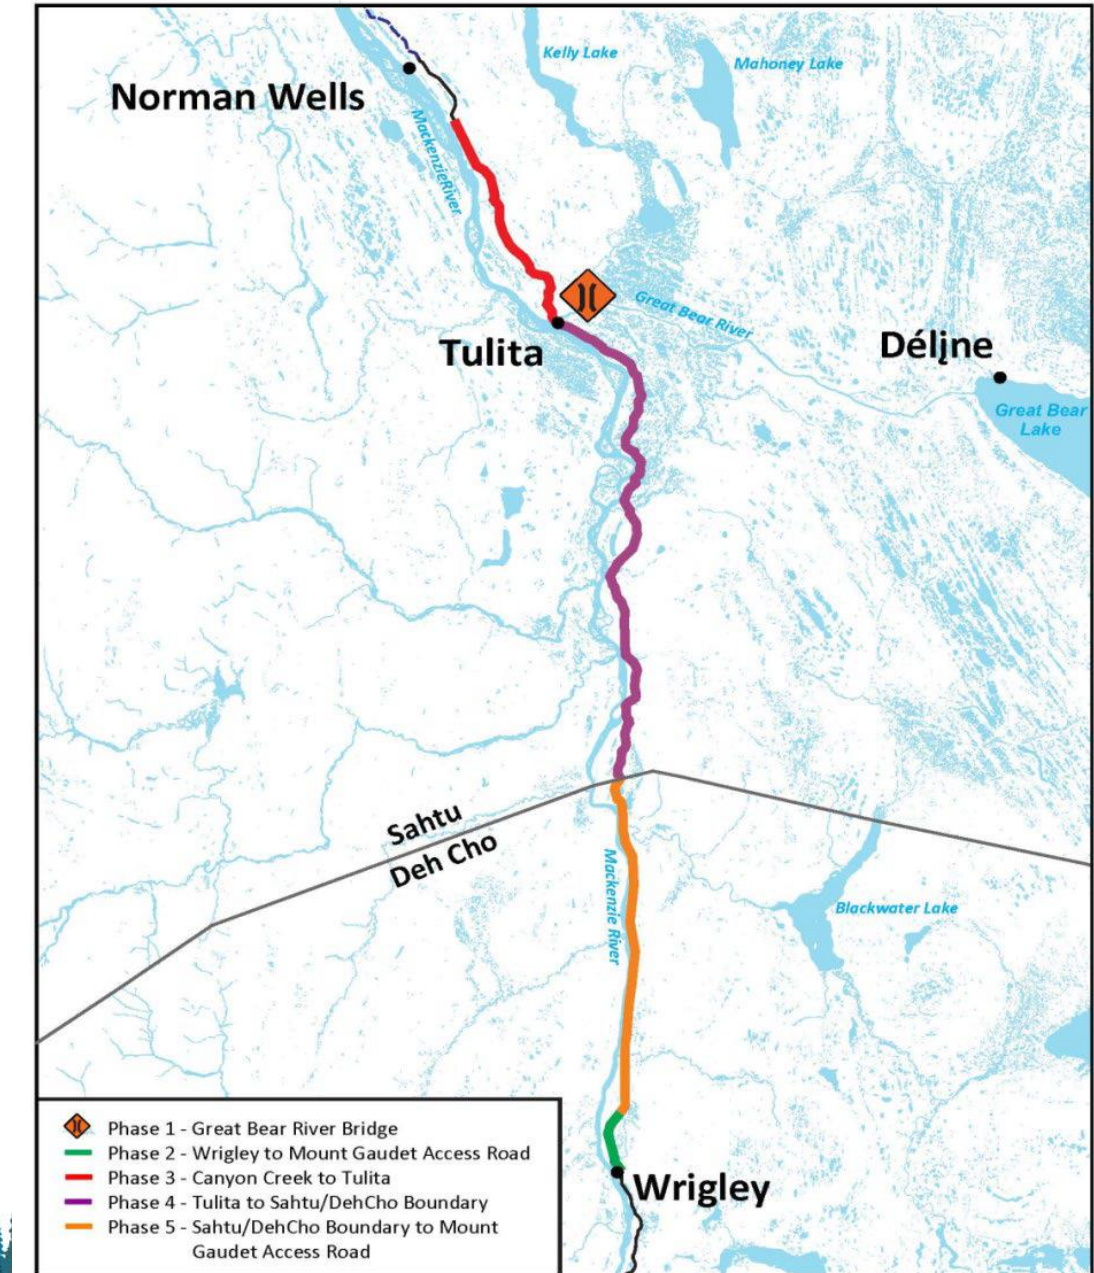 Kelly Lake
Mahoney Lake
Norman Wells
MackenzieRiver
Great Bear River
Tulita
Délįne
Great Bear
Lake
Sahtu
Deh Cho
Mackenzie River
Blackwater Lake
Phase 1 - Great Bear River Bridge
Phase 2 - Wrigley to Mount Gaudet Access Road
Phase 3 - Canyon Creek to Tulita
Phase 4 - Tulita to Sahtu/DehCho Boundary
Phase 5 - Sahtu/DehCho Boundary to Mount
Gaudet Access Road
Wrigley